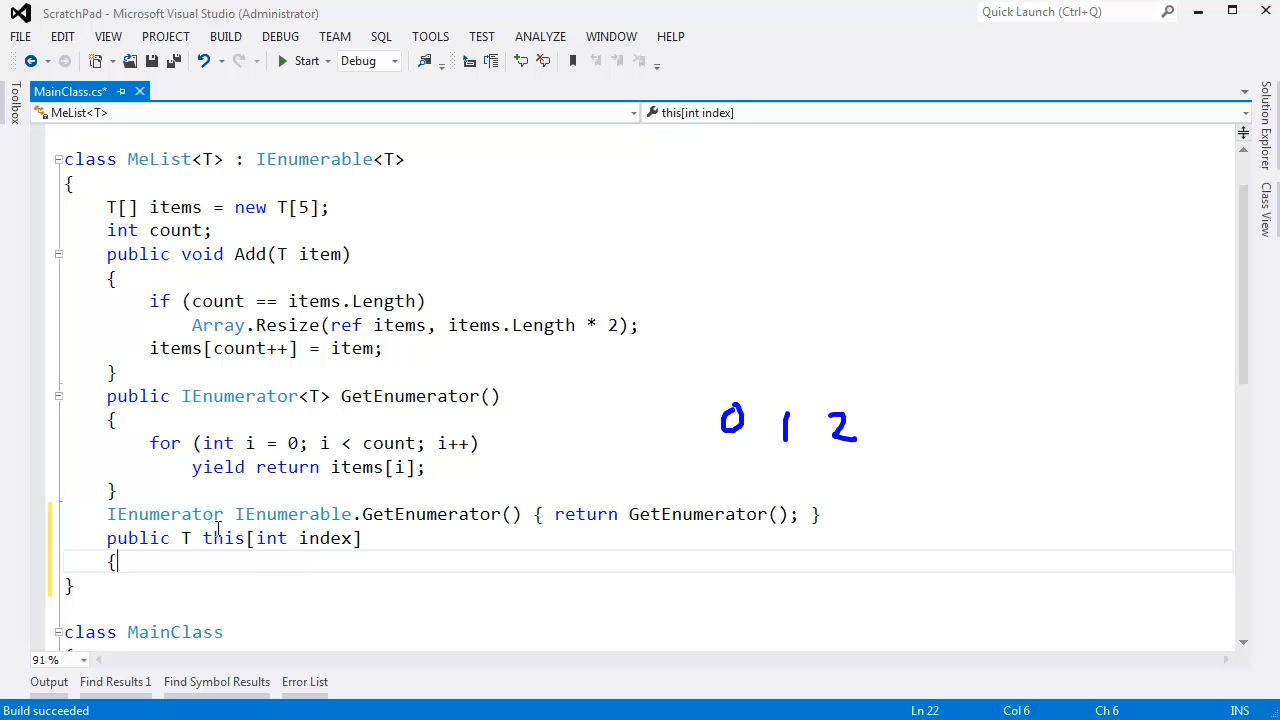 ScratchPad - Microsoft Visual Studio (Administrator)
Quick Launch (Ctrl+Q)
FILE EDIT VIEW PROJECT BUILD DEBUG TEAM SQL TOOLS TEST ANALYZE WINDOW HELP
Start Debug
MainClass.cs*
MeList<T> this[int index]
Toolbox
Solution Explorer
Class View
class MeList<T> : IEnumerable<T>
{
T[] items = new T[5];
int count;
public void Add(T item)
{
if (count == items.Length)
Array.Resize(ref items, items.Length * 2);
items[count++] = item;
}
public IEnumerator<T> GetEnumerator()
{
for (int i = 0; i < count; i++)
yield return items[i];
}
0 1 2
IEnumerator IEnumerable.GetEnumerator() { return GetEnumerator(); }
public T this[int index]
{
}
class MainClass
91 %
Output Find Results 1 Find Symbol Results Error List
Build succeeded Ln 22 Col 6 Ch 6 INS